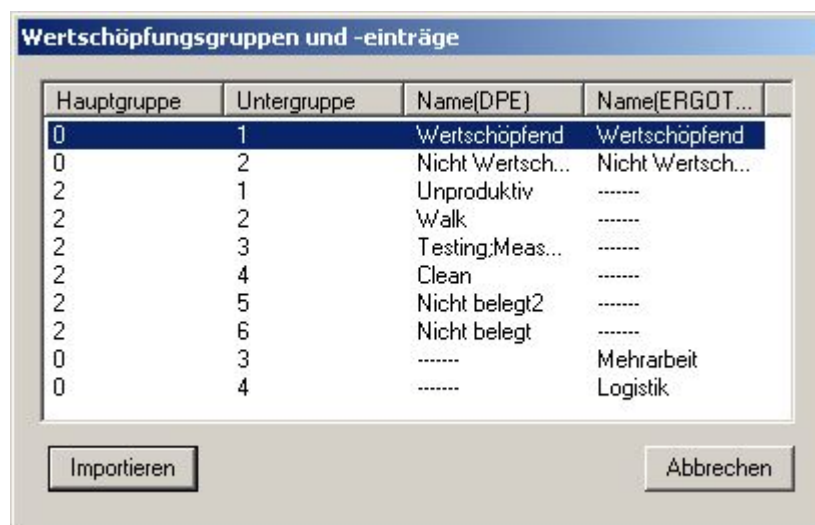 Wertschöpfungsgruppen und -einträge
Hauptgruppe Untergruppe Name(DPE) Name(ERGOT...
0 1 Wertschöpfend Wertschöpfend
0 2 Nicht Wertsch... Nicht Wertsch...
2 1 Unproduktiv -------
2 2 Walk -------
2 3 Testing;Meas... -------
2 4 Clean -------
2 5 Nicht belegt2 -------
2 6 Nicht belegt -------
0 3 ------- Mehrarbeit
0 4 ------- Logistik
Importieren Abbrechen